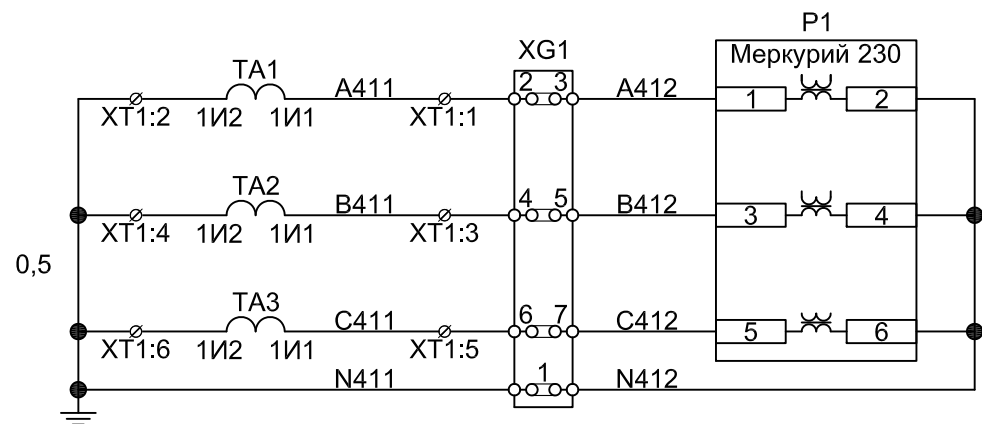 P1
XG1
Меркурий 230
TA1
A411
2 3
A412
1
2
XT1:2
1И2
1И1
XT1:1
TA2
B411
4 5
B412
3
4
XT1:4
1И2
1И1
XT1:3
0,5
TA3
C411
6 7
C412
5
6
XT1:6
1И2
1И1
XT1:5
N411
1
N412